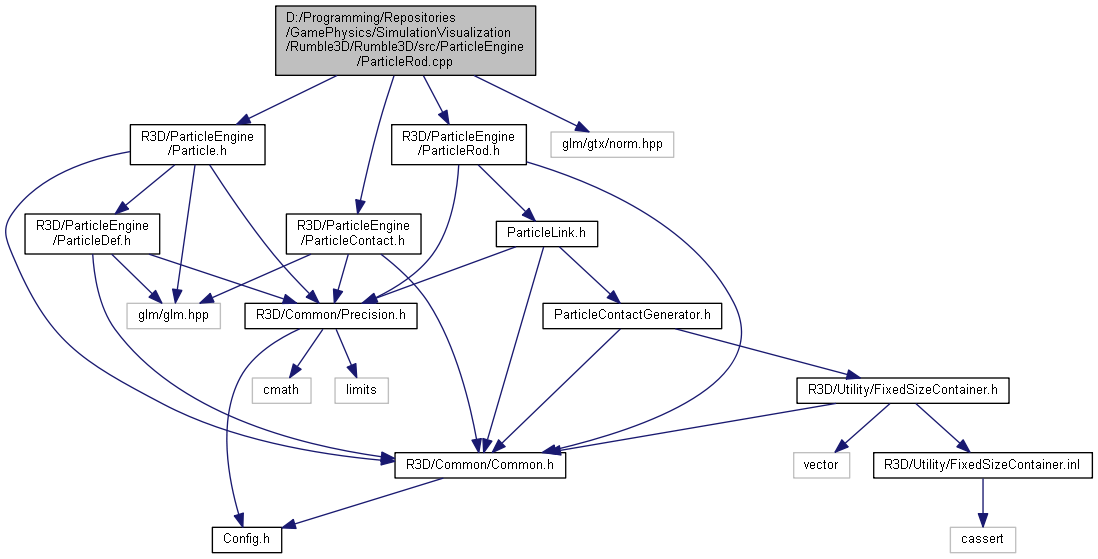 D:/Programming/Repositories
/GamePhysics/SimulationVisualization
/Rumble3D/Rumble3D/src/ParticleEngine
/ParticleRod.cpp
R3D/ParticleEngine
/Particle.h
R3D/ParticleEngine
/ParticleRod.h
glm/gtx/norm.hpp
R3D/ParticleEngine
/ParticleDef.h
R3D/ParticleEngine
/ParticleContact.h
ParticleLink.h
glm/glm.hpp
R3D/Common/Precision.h
ParticleContactGenerator.h
cmath
limits
R3D/Utility/FixedSizeContainer.h
R3D/Common/Common.h
vector
R3D/Utility/FixedSizeContainer.inl
Config.h
cassert